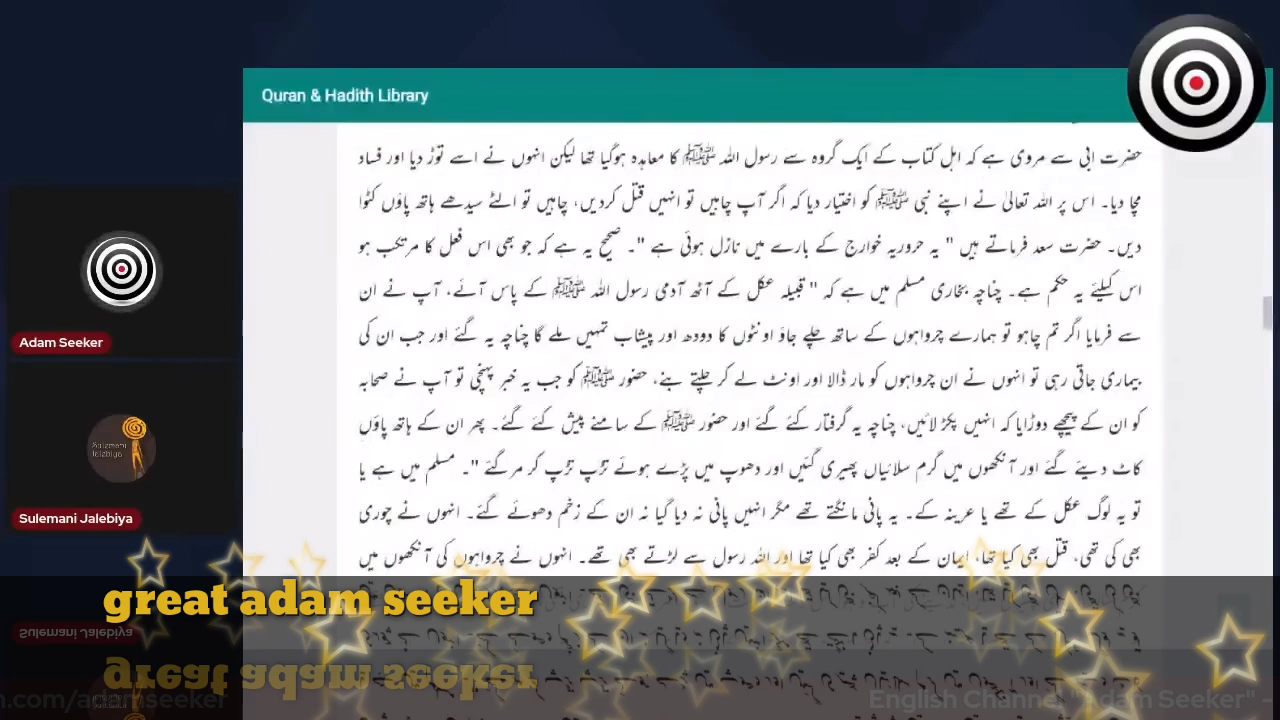 Quran & Hadith Library
حضرت ابی سے مروی ہے کہ اہل کتاب کے ایک گروہ سے رسول اللہ ﷺ کا معاہدہ ہوگیا تھا لیکن انہوں نے اسے توڑ دیا اور فساد
مچا دیا۔ اس پر اللہ تعالیٰ نے اپنے نبی ﷺ کو اختیار دیا کہ اگر آپ چاہیں تو انہیں قتل کردیں، چاہیں تو الٹے سیدھے ہاتھ پاؤں کٹوا
دیں۔ حضرت سعد فرماتے ہیں " یہ حروریہ خوارج کے بارے میں نازل ہوئی ہے "۔ صحیح یہ ہے کہ جو بھی اس فعل کا مرتکب ہو
اس کیلئے یہ حکم ہے۔ چناچہ بخاری مسلم میں ہے کہ " قبیلہ عکل کے آٹھ آدمی رسول اللہ ﷺ کے پاس آئے، آپ نے ان
سے فرمایا اگر تم چاہو تو ہمارے چرواہوں کے ساتھ چلے جاؤ اونٹوں کا دودھ اور پیشاب تمہیں ملے گا چناچہ یہ گئے اور جب ان کی
بیماری جاتی رہی تو انہوں نے ان چرواہوں کو مار ڈالا اور اونٹ لے کر چلتے بنے، حضور ﷺ کو جب یہ خبر پہنچی تو آپ نے صحابہ
کو ان کے پیچھے دوڑایا کہ انہیں پکڑ لائیں، چناچہ یہ گرفتار کئے گئے اور حضور ﷺ کے سامنے پیش کئے گئے۔ پھر ان کے ہاتھ پاؤں
کاٹ دیئے گئے اور آنکھوں میں گرم سلائیاں پھیری گئیں اور دھوپ میں پڑے ہوئے تڑپ تڑپ کر مرگئے "۔ مسلم میں ہے یا
تو یہ لوگ عکل کے تھے یا عرینہ کے۔ یہ پانی مانگتے تھے مگر انہیں پانی نہ دیا گیا نہ ان کے زخم دھوئے گئے۔ انہوں نے چوری
بھی کی تھی، قتل بھی کیا تھا، ایمان کے بعد کفر بھی کیا تھا اور اللہ رسول سے لڑتے بھی تھے۔ انہوں نے چرواہوں کی آنکھوں میں
Adam Seeker
Sulemani Jalebiya
Sulemani Jalebiya
great adam seeker
.com/adamseeker
English Channel "Adam Seeker" -